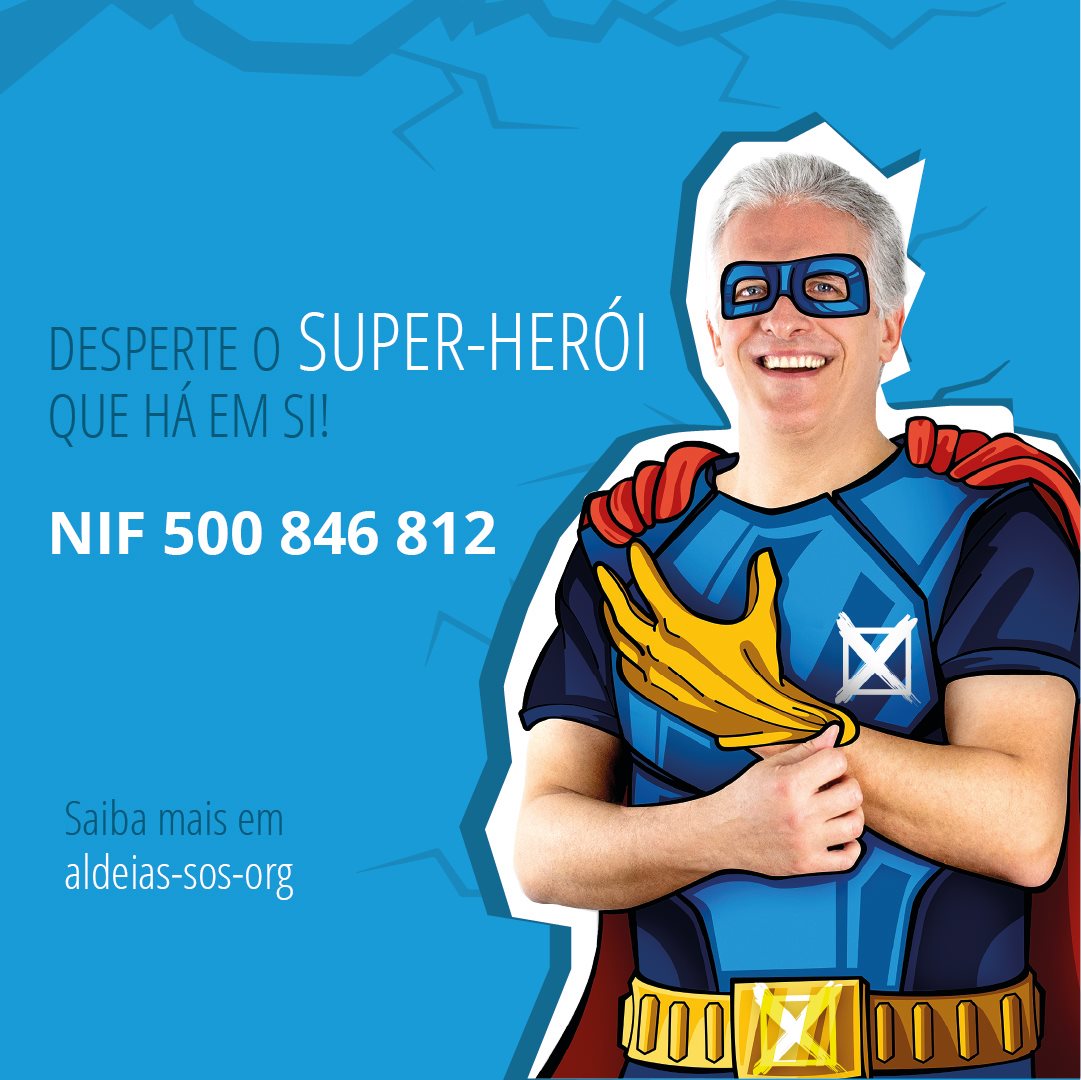 DESPERTE O SUPER-HERÓI
QUE HÁ EM SI!
NIF 500 846 812
Saiba mais em
aldeias-sos-org